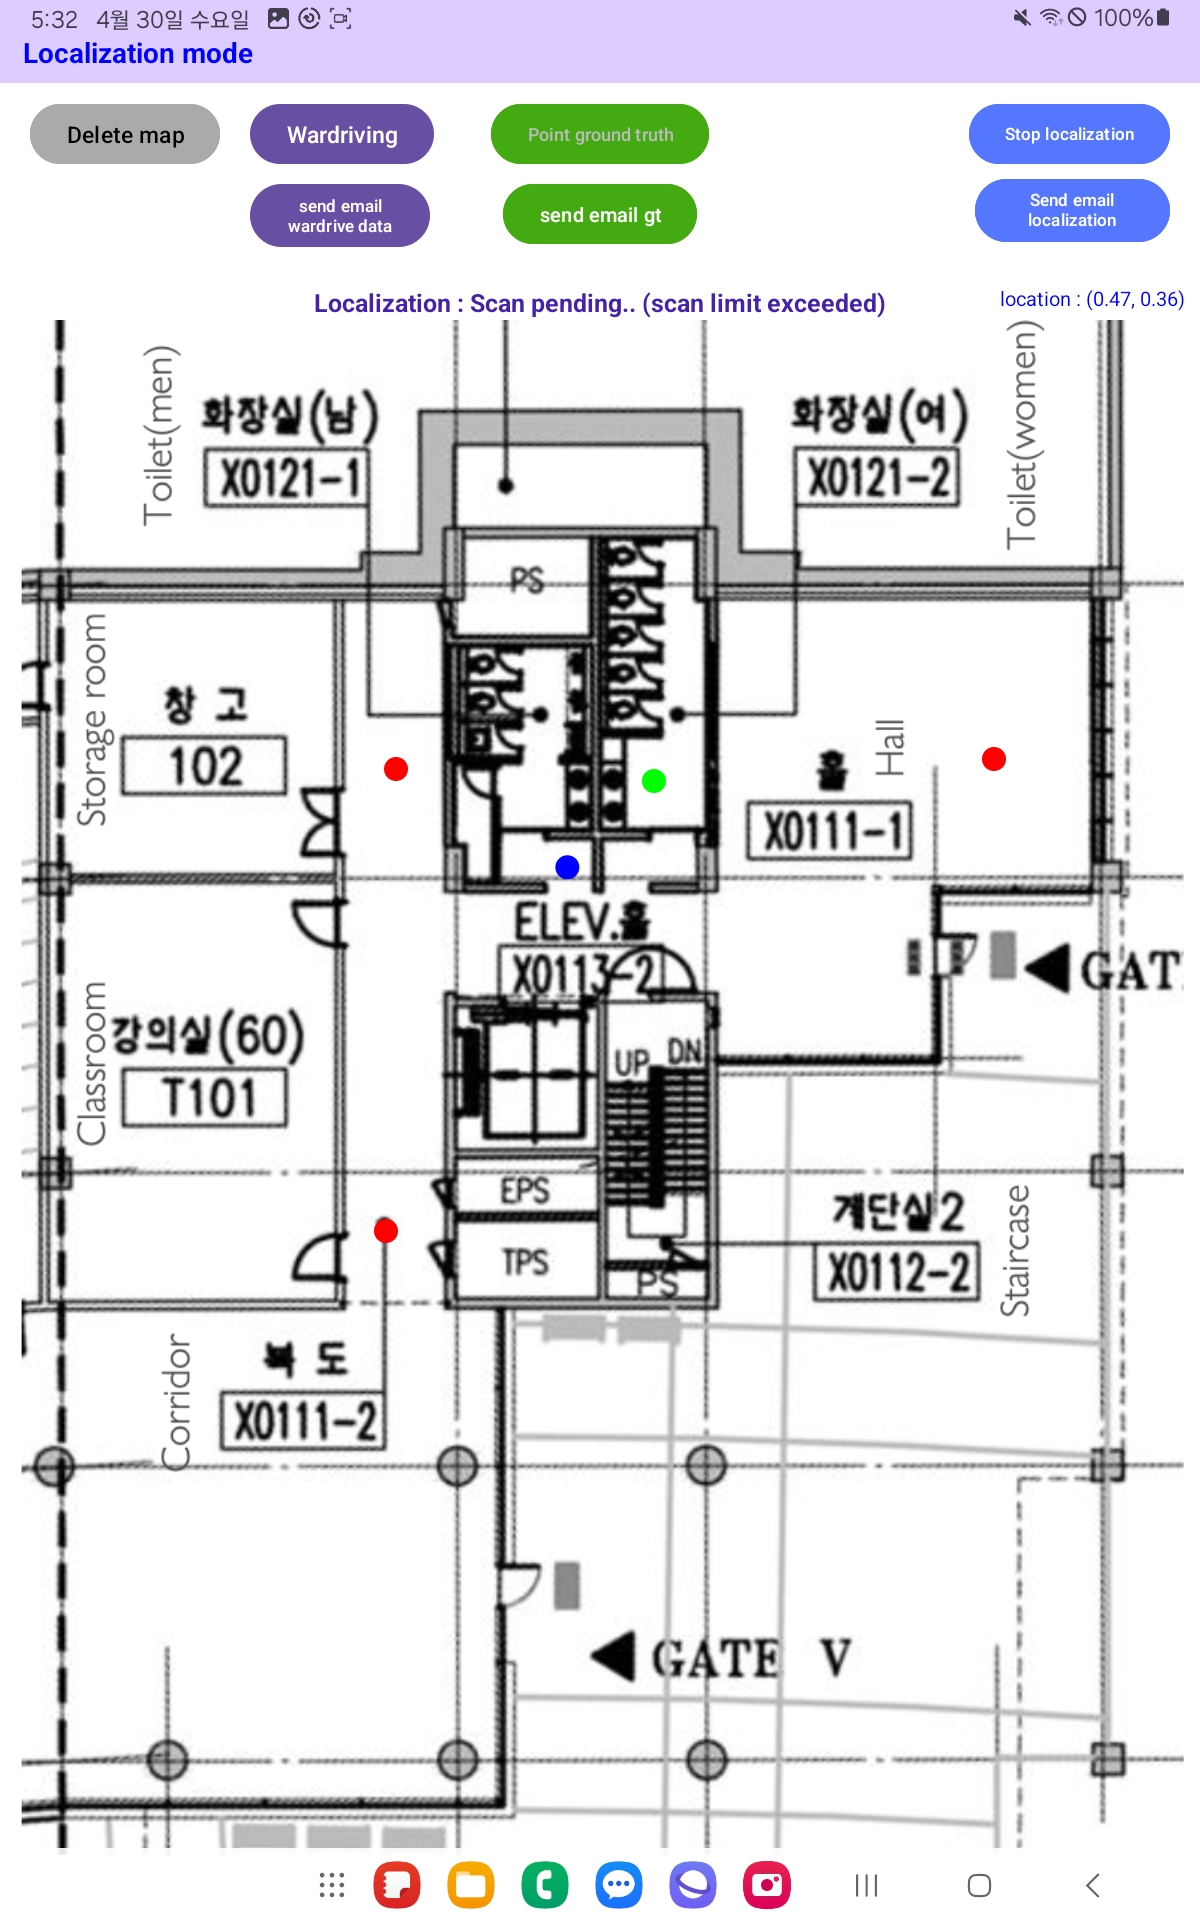 5:32 4월 30일 수요일
100%
Localization mode
Delete map
Wardriving
Point ground truth
Stop localization
send email
wardrive data
send email gt
Send email
localization
Localization : Scan pending.. (scan limit exceeded)
location : (0.47, 0.36)
Toilet(men)
화장실(남)
X0121-1
화장실(여)
X0121-2
Toilet(women)
PS
Storage room
창 고
102
홀
Hall
X0111-1
ELEV.홀
X0113-2
GAT
Classroom
강의실(60)
T101
UP
DN
EPS
TPS
PS
계단실2
X0112-2
Staircase
복 도
X0111-2
Corridor
GATE V